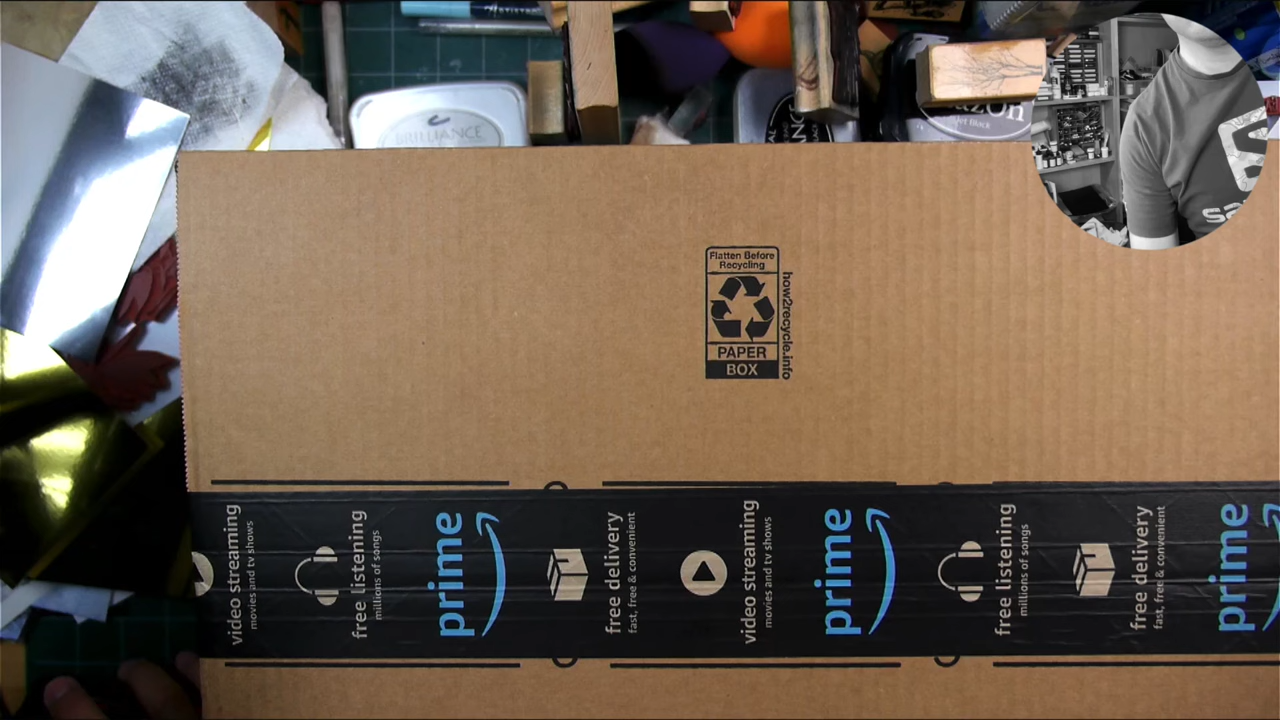 BRILLIANCE
Flatten Before
Recycling
PAPER
BOX
how2recycle.info
video streaming
movies and tv shows
free listening
millions of songs
prime
free delivery
fast, free & convenient
video streaming
movies and tv shows
prime
free listening
millions of songs
free delivery
fast, free & convenient
prime